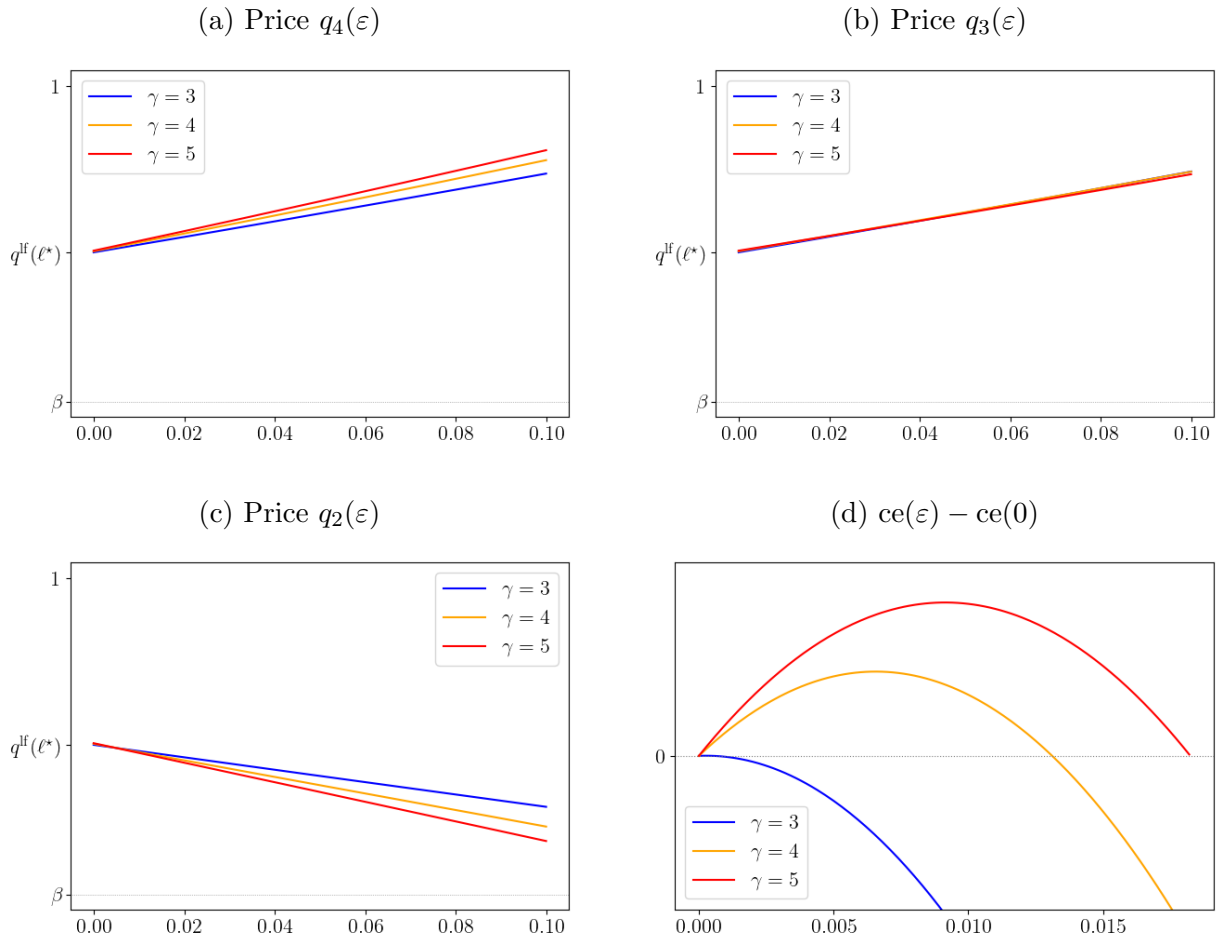 (a) Price q₄(ε)
1
γ = 3
γ = 4
γ = 5
qˡᶠ(ℓ⋆)
β
0.00 0.02 0.04 0.06 0.08 0.10
(b) Price q₃(ε)
1
γ = 3
γ = 4
γ = 5
qˡᶠ(ℓ⋆)
β
0.00 0.02 0.04 0.06 0.08 0.10
(c) Price q₂(ε)
1
γ = 3
γ = 4
γ = 5
qˡᶠ(ℓ⋆)
β
0.00 0.02 0.04 0.06 0.08 0.10
(d) ce(ε) − ce(0)
0
γ = 3
γ = 4
γ = 5
0.000 0.005 0.010 0.015